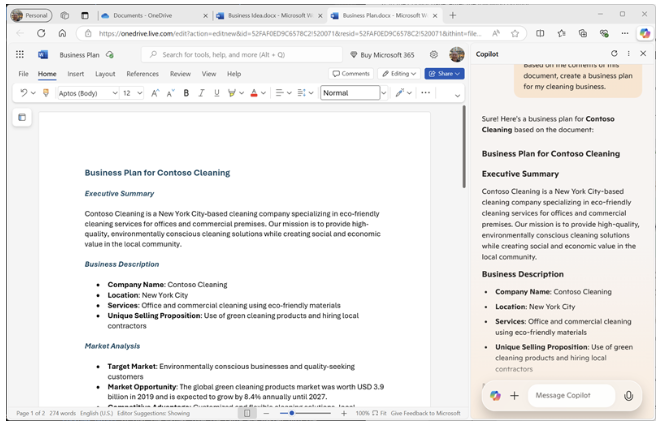 Personal
Documents - OneDrive
Business Idea.docx - Microsoft W
Business Plan.docx - Microsoft W
https://onedrive.live.com/edit?action=editnew&id=52FAF0ED9C6578C2!520071&resid=52FAF0ED9C6578C2!520071&ithint=file...
Copilot
Business Plan
Search for tools, help, and more (Alt + Q)
Buy Microsoft 365
File Home Insert Layout References Review View Help
Comments Editing Share
Aptos (Body) 12 B I U A Normal
Business Plan for Contoso Cleaning
Executive Summary
Contoso Cleaning is a New York City-based cleaning company specializing in eco-friendly
cleaning services for offices and commercial premises. Our mission is to provide high-
quality, environmentally conscious cleaning solutions while creating social and economic
value in the local community.
Business Description
• Company Name: Contoso Cleaning
• Location: New York City
• Services: Office and commercial cleaning using eco-friendly materials
• Unique Selling Proposition: Use of green cleaning products and hiring local
contractors
Market Analysis
• Target Market: Environmentally conscious businesses and quality-seeking
customers
• Market Opportunity: The global green cleaning products market was worth USD 3.9
billion in 2019 and is expected to grow by 8.4% annually until 2027.
Page 1 of 2 274 words English (U.S.) Editor Suggestions: Showing 100% Fit Give Feedback to Microsoft
Based on the contents of this
document, create a business plan
for my cleaning business.
Sure! Here's a business plan for Contoso
Cleaning based on the document:
Business Plan for Contoso Cleaning
Executive Summary
Contoso Cleaning is a New York City-based
cleaning company specializing in eco-friendly
cleaning services for offices and commercial
premises. Our mission is to provide high-quality,
environmentally conscious cleaning solutions
while creating social and economic value in the
local community.
Business Description
• Company Name: Contoso Cleaning
• Location: New York City
• Services: Office and commercial cleaning
using eco-friendly materials
• Unique Selling Proposition: Use of green
cleaning products and hiring local
contractors
Message Copilot